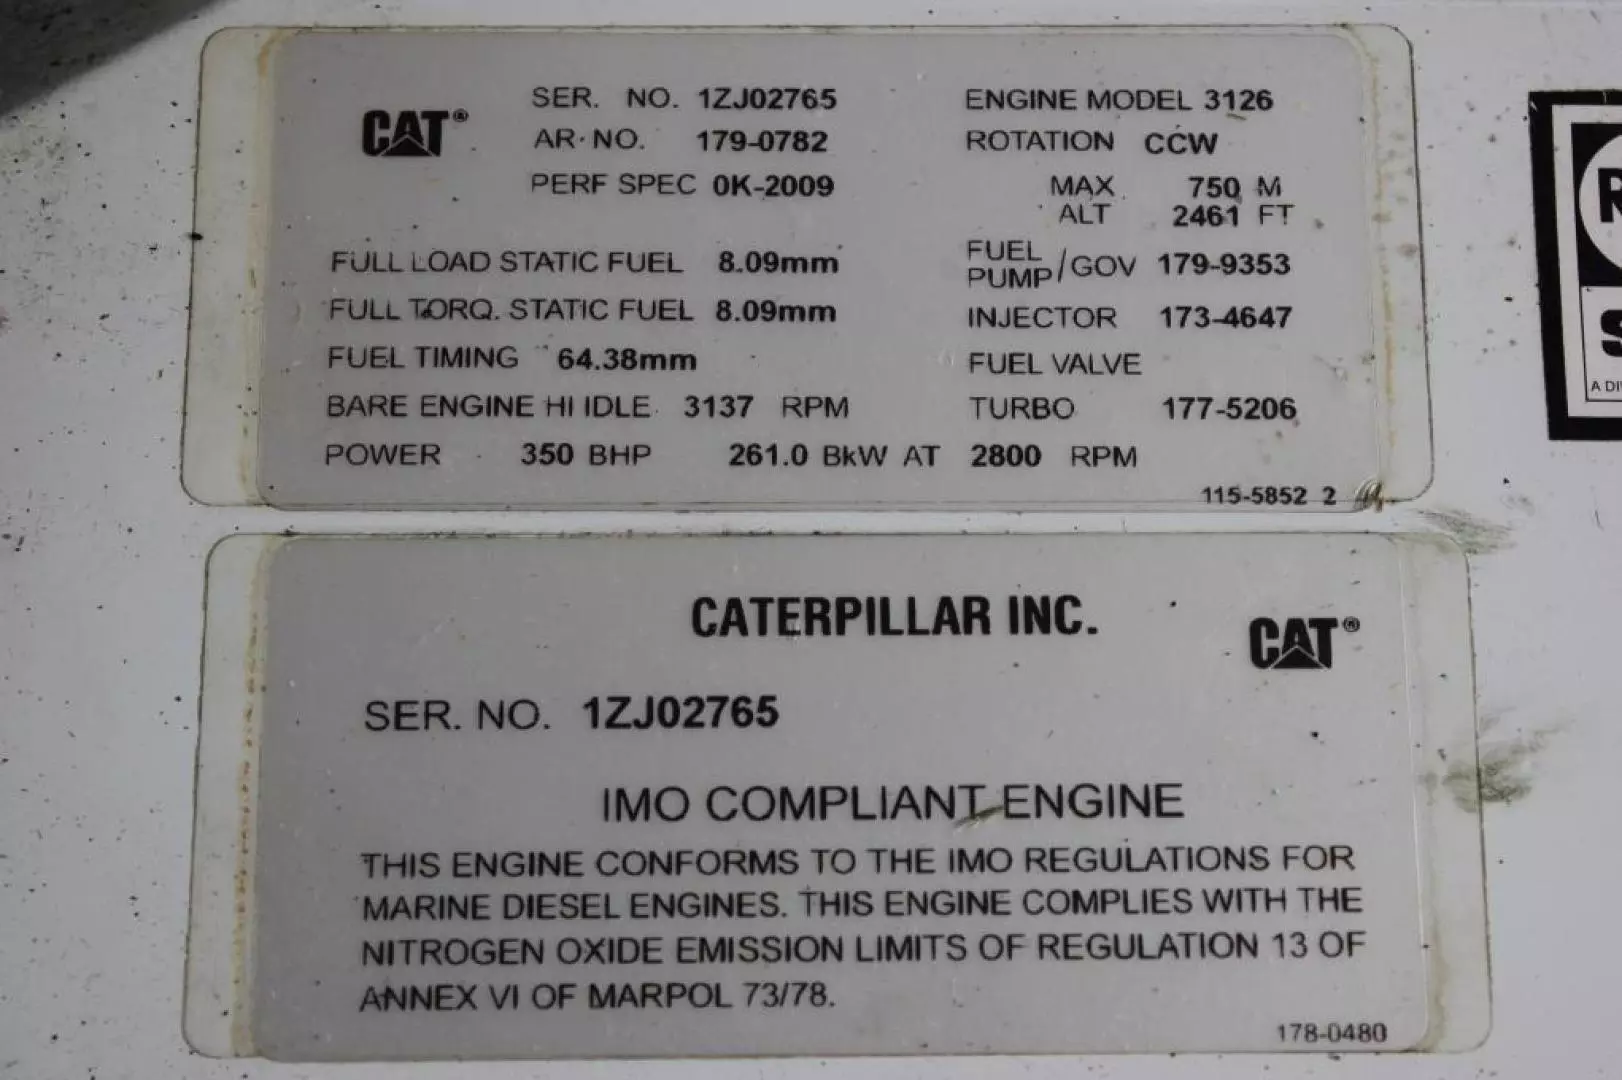 CAT®
SER. NO. 1ZJ02765
AR. NO. 179-0782
PERF SPEC 0K-2009
ENGINE MODEL 3126
ROTATION CCW
MAX 750 M
ALT 2461 FT
FULL LOAD STATIC FUEL 8.09mm
FUEL PUMP/GOV 179-9353
FULL TORQ. STATIC FUEL 8.09mm
INJECTOR 173-4647
FUEL TIMING 64.38mm
FUEL VALVE
BARE ENGINE HI IDLE 3137 RPM
TURBO 177-5206
POWER 350 BHP 261.0 BkW AT 2800 RPM
115-5852 2
CATERPILLAR INC.
CAT®
SER. NO. 1ZJ02765
IMO COMPLIANT ENGINE
THIS ENGINE CONFORMS TO THE IMO REGULATIONS FOR
MARINE DIESEL ENGINES. THIS ENGINE COMPLIES WITH THE
NITROGEN OXIDE EMISSION LIMITS OF REGULATION 13 OF
ANNEX VI OF MARPOL 73/78.
178-0480